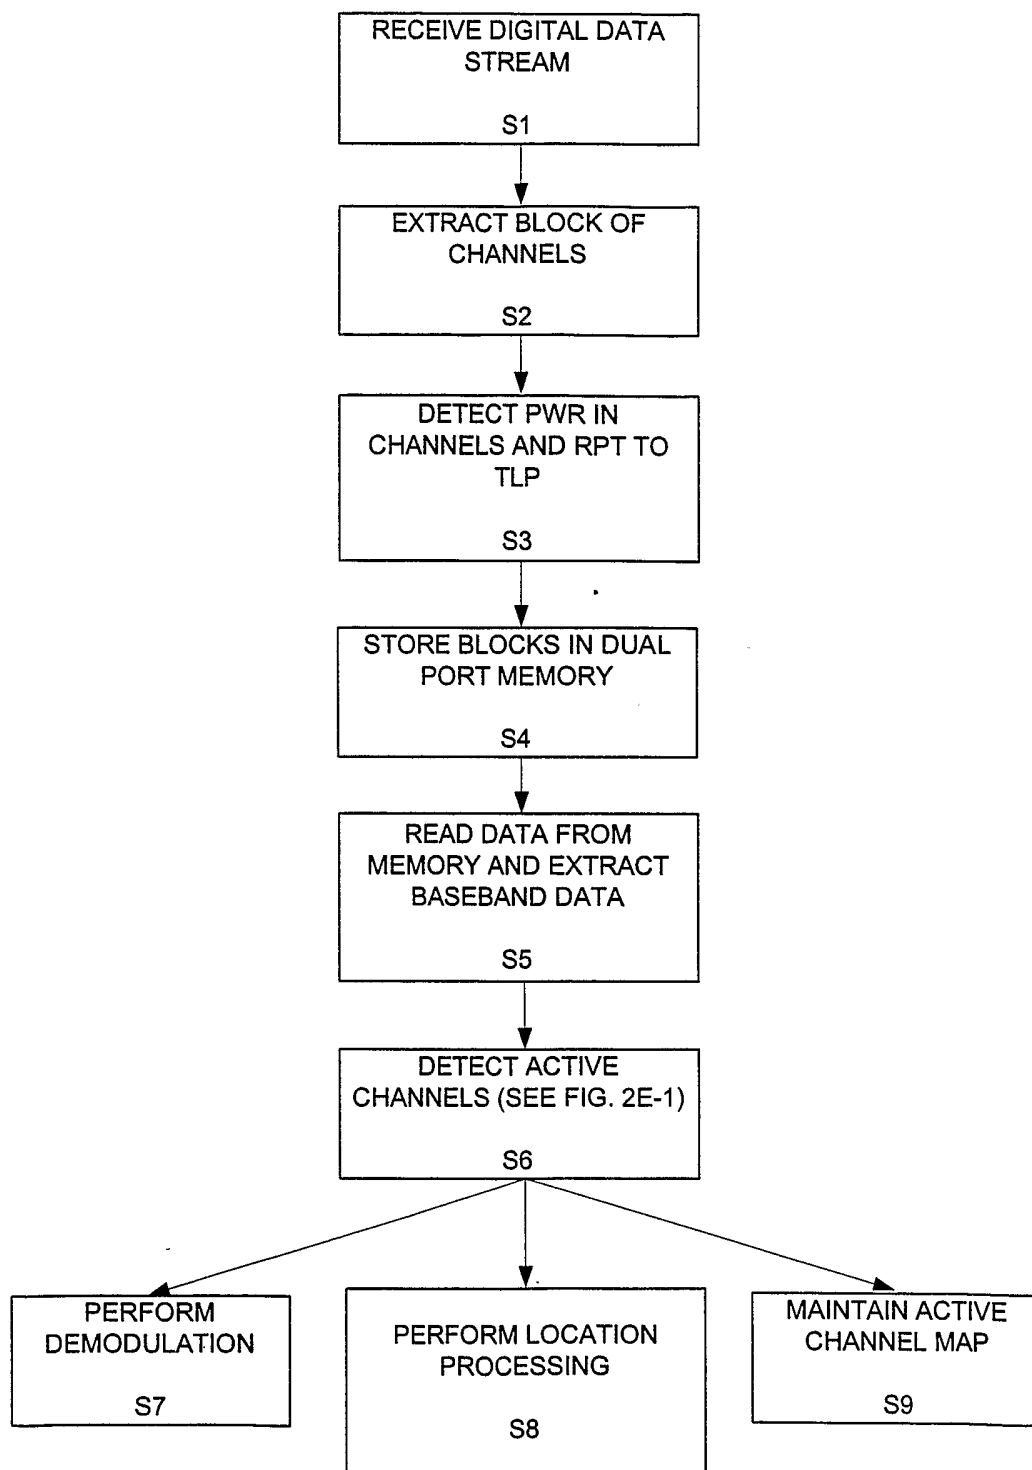 RECEIVE DIGITAL DATA
STREAM
S1
EXTRACT BLOCK OF
CHANNELS
S2
DETECT PWR IN
CHANNELS AND RPT TO
TLP
S3
STORE BLOCKS IN DUAL
PORT MEMORY
S4
READ DATA FROM
MEMORY AND EXTRACT
BASEBAND DATA
S5
DETECT ACTIVE
CHANNELS (SEE FIG. 2E-1)
S6
PERFORM
DEMODULATION
S7
PERFORM LOCATION
PROCESSING
S8
MAINTAIN ACTIVE
CHANNEL MAP
S9